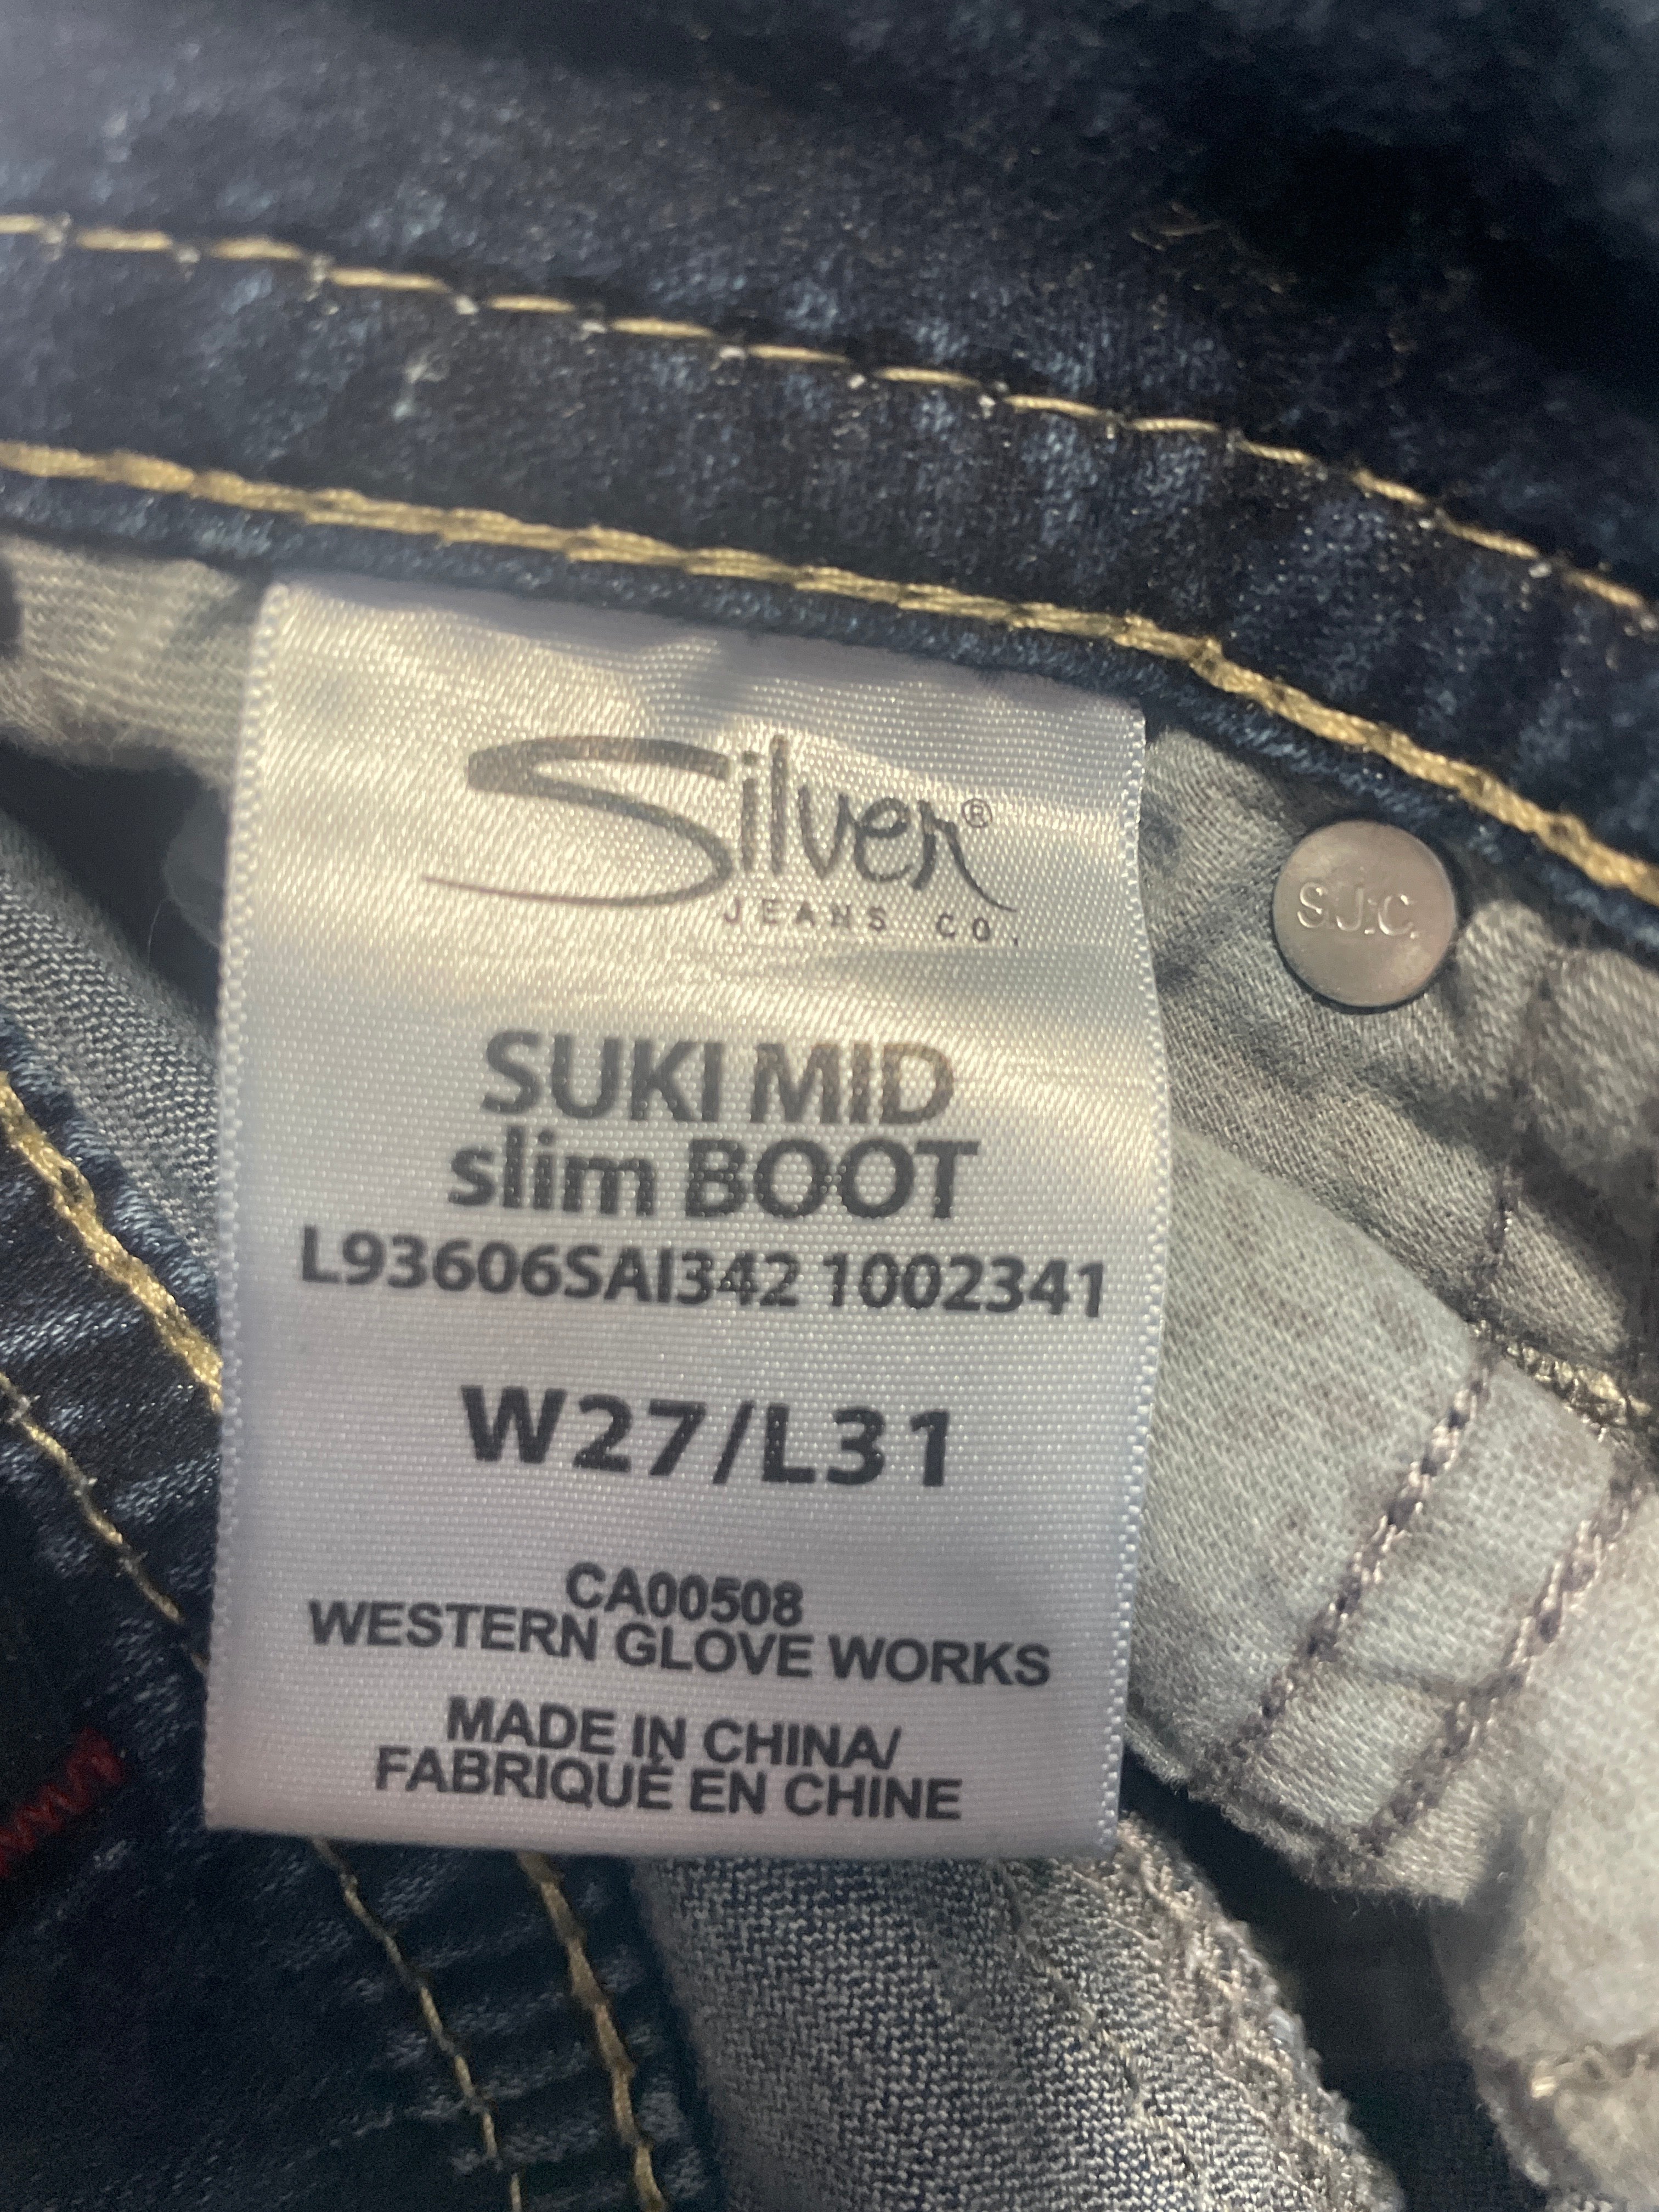 Silver®
JEANS CO.
S.J.C.
SUKI MID
slim BOOT
L93606SAI342 1002341
W27/L31
CA00508
WESTERN GLOVE WORKS
MADE IN CHINA/
FABRIQUÉ EN CHINE